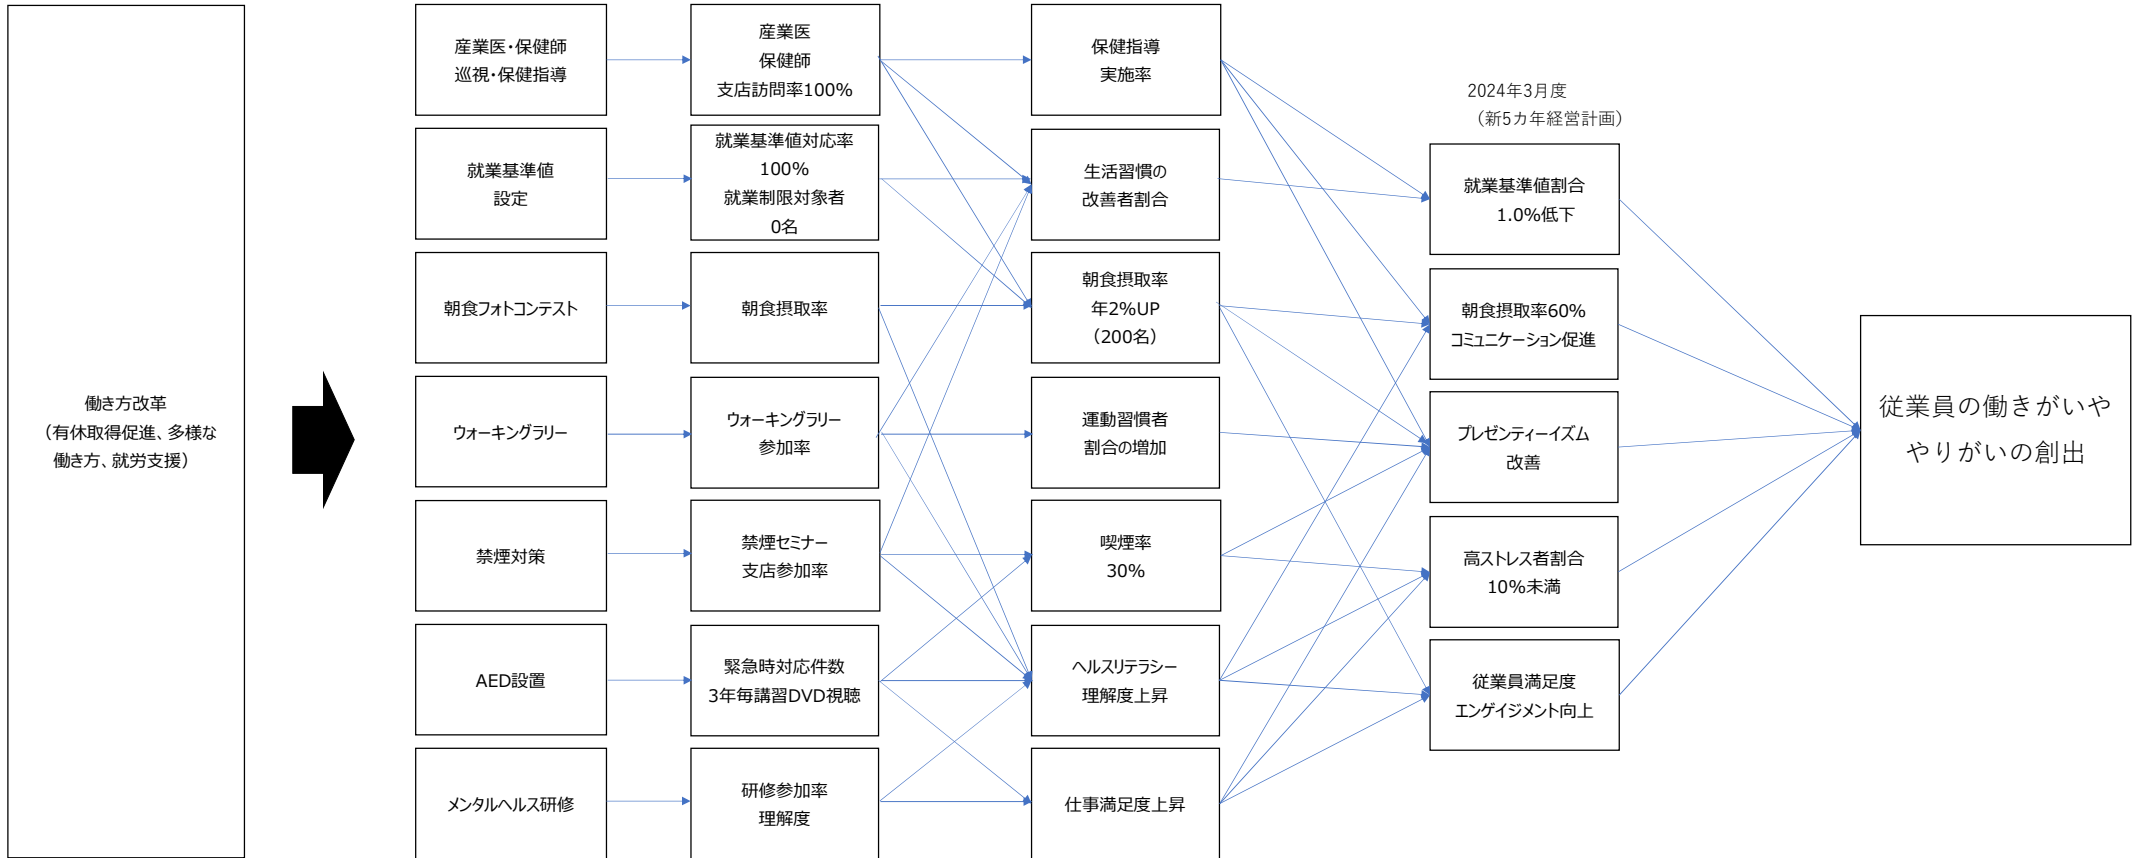 働き方改革
（有休取得促進、多様な
働き方、就労支援）
産業医・保健師
巡視・保健指導
就業基準値
設定
朝食フォトコンテスト
ウォーキングラリー
禁煙対策
AED設置
メンタルヘルス研修
産業医
保健師
支店訪問率100%
就業基準値対応率
100%
就業制限対象者
0名
朝食摂取率
ウォーキングラリー
参加率
禁煙セミナー
支店参加率
緊急時対応件数
3年毎講習DVD視聴
研修参加率
理解度
保健指導
実施率
生活習慣の
改善者割合
朝食摂取率
年2%UP
（200名）
運動習慣者
割合の増加
喫煙率
30%
ヘルスリテラシー
理解度上昇
仕事満足度上昇
2024年3月度
（新5カ年経営計画）
就業基準値割合
1.0%低下
朝食摂取率60%
コミュニケーション促進
プレゼンティーイズム
改善
高ストレス者割合
10%未満
従業員満足度
エンゲイジメント向上
従業員の働きがいや
やりがいの創出